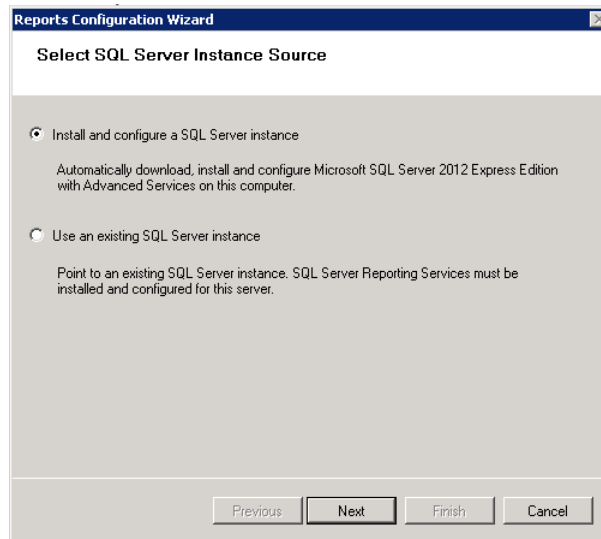 Reports Configuration Wizard
Select SQL Server Instance Source
Install and configure a SQL Server instance
Automatically download, install and configure Microsoft SQL Server 2012 Express Edition
with Advanced Services on this computer.
Use an existing SQL Server instance
Point to an existing SQL Server instance. SQL Server Reporting Services must be
installed and configured for this server.
Previous Next Finish Cancel